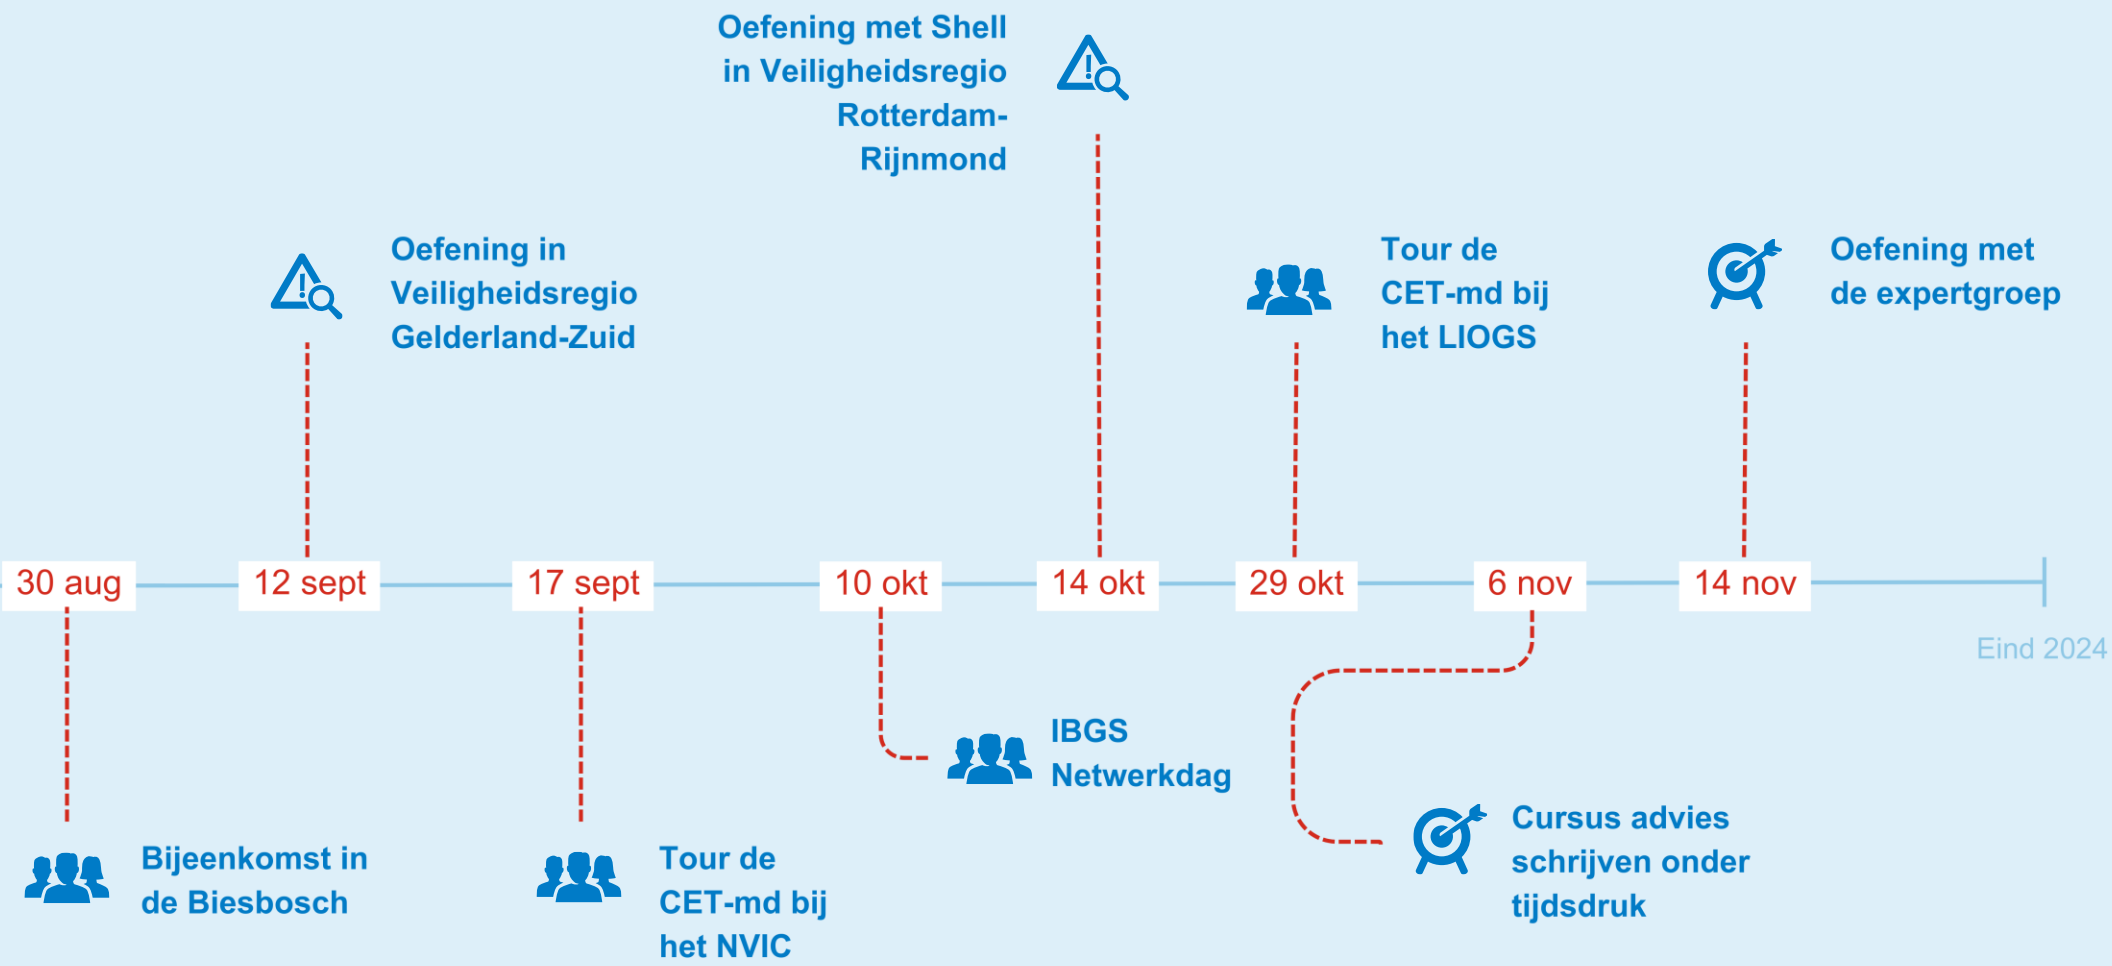 Oefening met Shell
in Veiligheidsregio
Rotterdam-
Rijnmond
Oefening in
Veiligheidsregio
Gelderland-Zuid
Tour de
CET-md bij
het LIOGS
Oefening met
de expertgroep
30 aug
12 sept
17 sept
10 okt
14 okt
29 okt
6 nov
14 nov
Eind 2024
Bijeenkomst in
de Biesbosch
Tour de
CET-md bij
het NVIC
IBGS
Netwerkdag
Cursus advies
schrijven onder
tijdsdruk